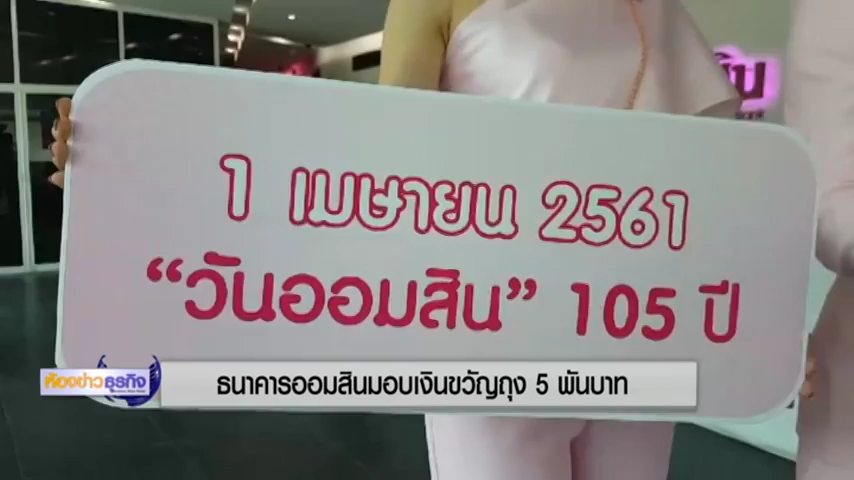 1 เมษายน 2561
“วันออมสิน” 105 ปี
ห้องข่าวธุรกิจ
ธนาคารออมสินมอบเงินขวัญถุง 5 พันบาท